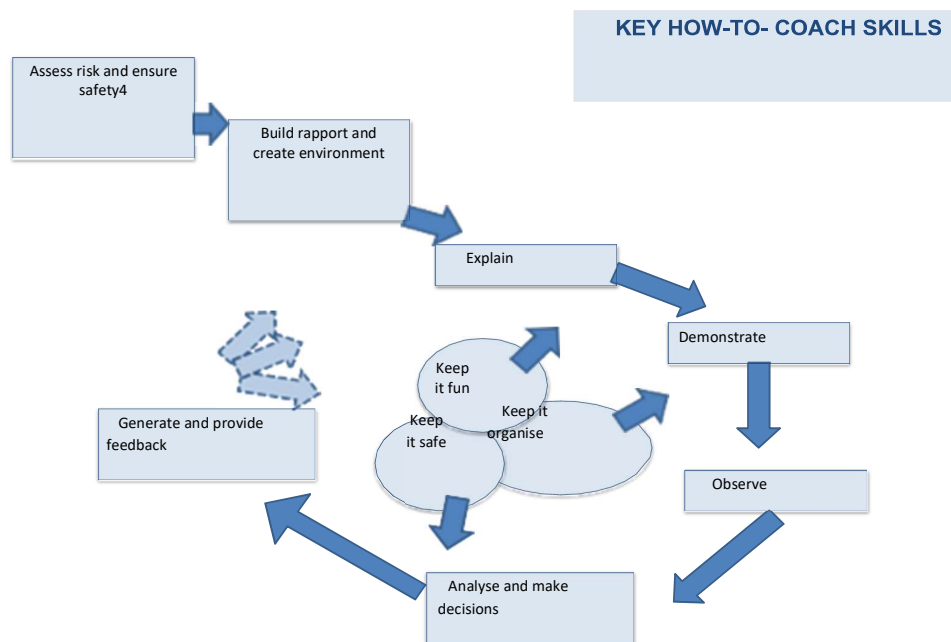 KEY HOW-TO- COACH SKILLS
Assess risk and ensure
safety4
Build rapport and
create environment
Explain
Demonstrate
Keep
it fun
Keep it
organise
Keep
it safe
Generate and provide
feedback
Observe
Analyse and make
decisions